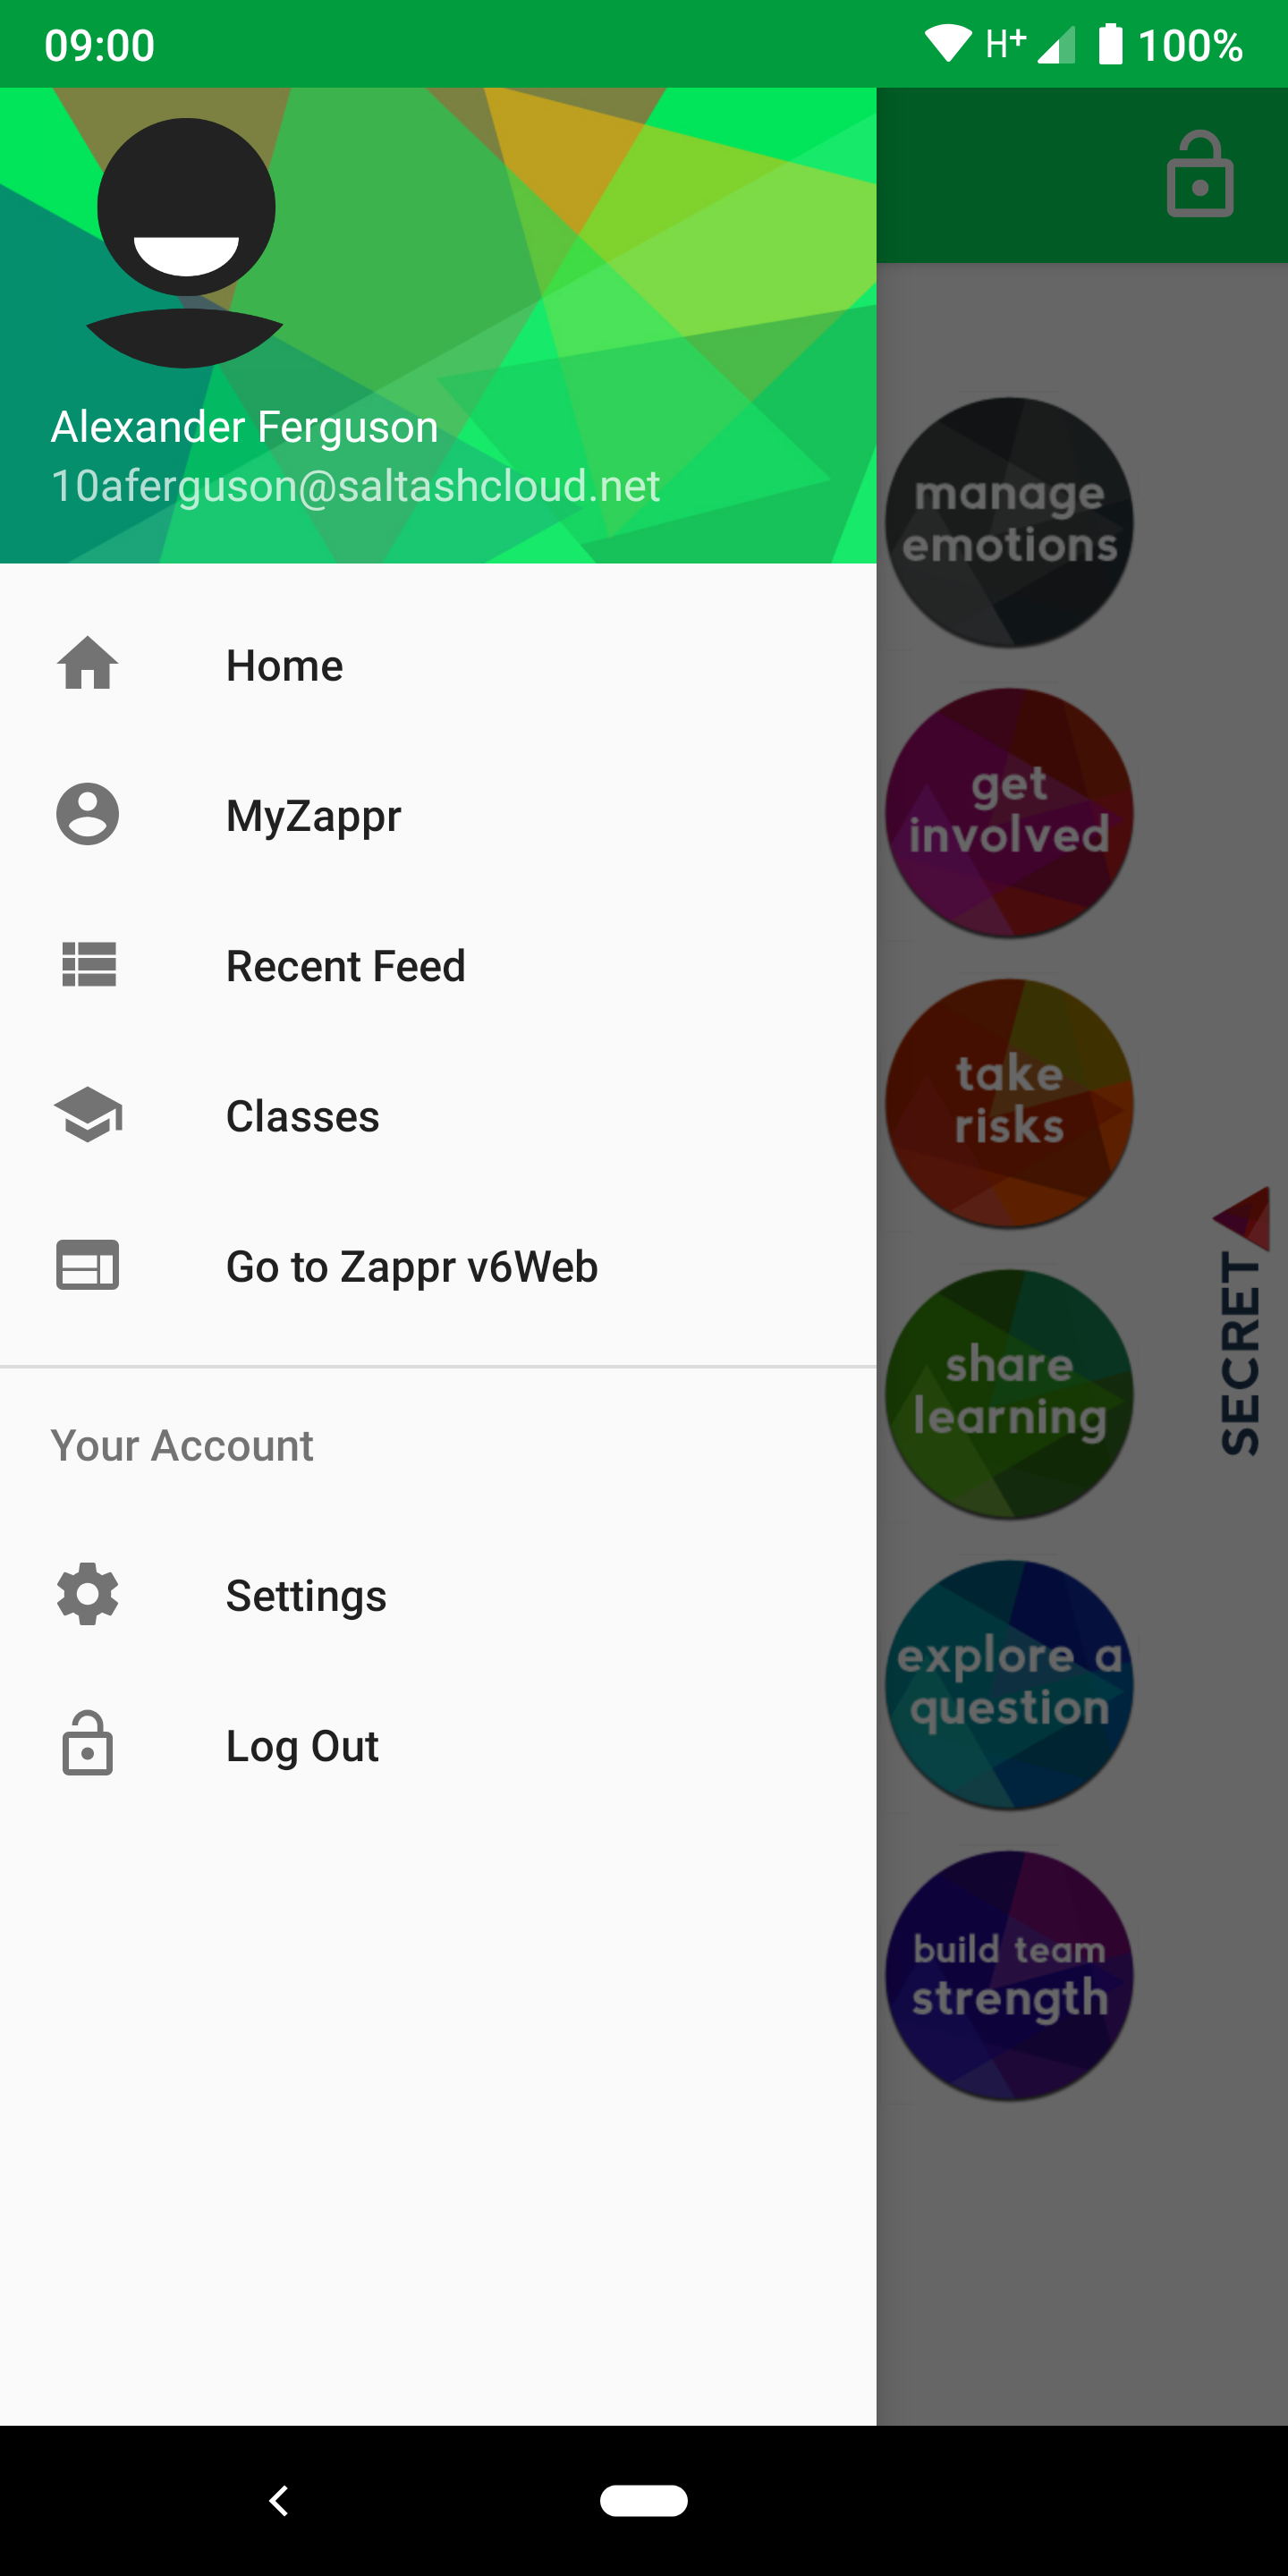 09:00
H+
100%
Alexander Ferguson
10aferguson@saltashcloud.net
Home
MyZappr
Recent Feed
Classes
Go to Zappr v6Web
Your Account
Settings
Log Out
manage
emotions
get
involved
take
risks
share
learning
explore a
question
build team
strength
SECRET